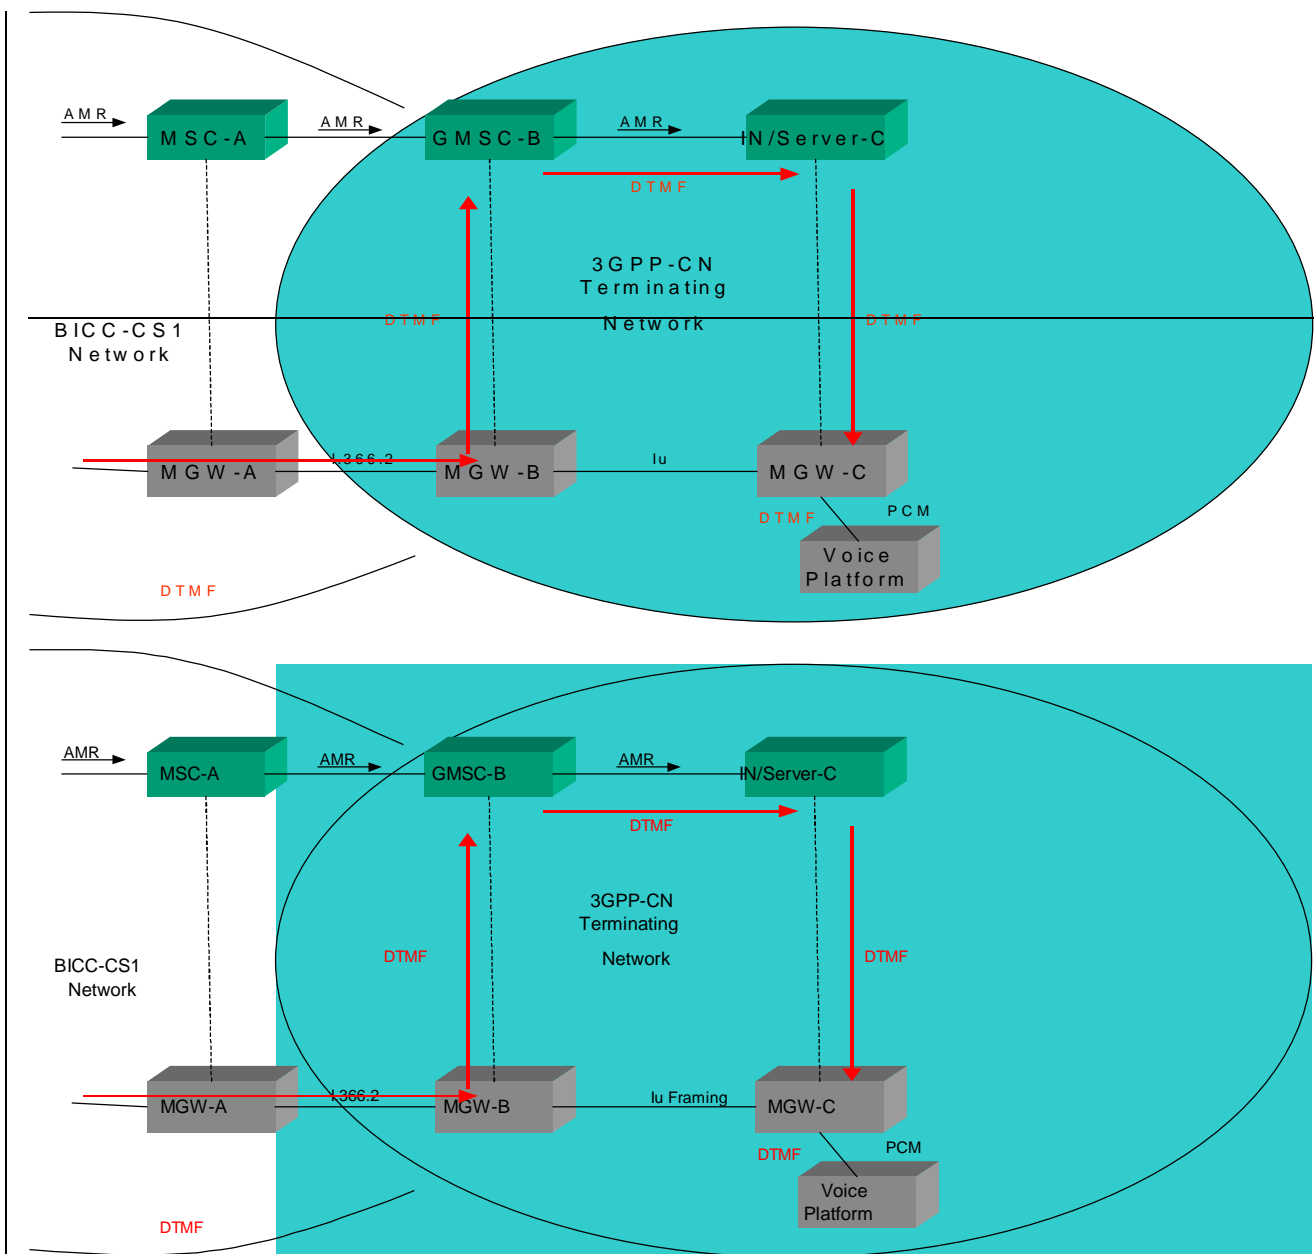 AMR
AMR
AMR
MSC-A
GMSC-B
IN/Server-C
DTMF
3GPP-CN
Terminating
Network
DTMF
DTMF
BICC-CS1
Network
I.366.2
Iu
MGW-A
MGW-B
MGW-C
DTMF
PCM
Voice
Platform
DTMF
AMR
AMR
AMR
MSC-A
GMSC-B
IN/Server-C
DTMF
3GPP-CN
Terminating
Network
DTMF
DTMF
BICC-CS1
Network
I.366.2
Iu Framing
MGW-A
MGW-B
MGW-C
DTMF
PCM
Voice
Platform
DTMF